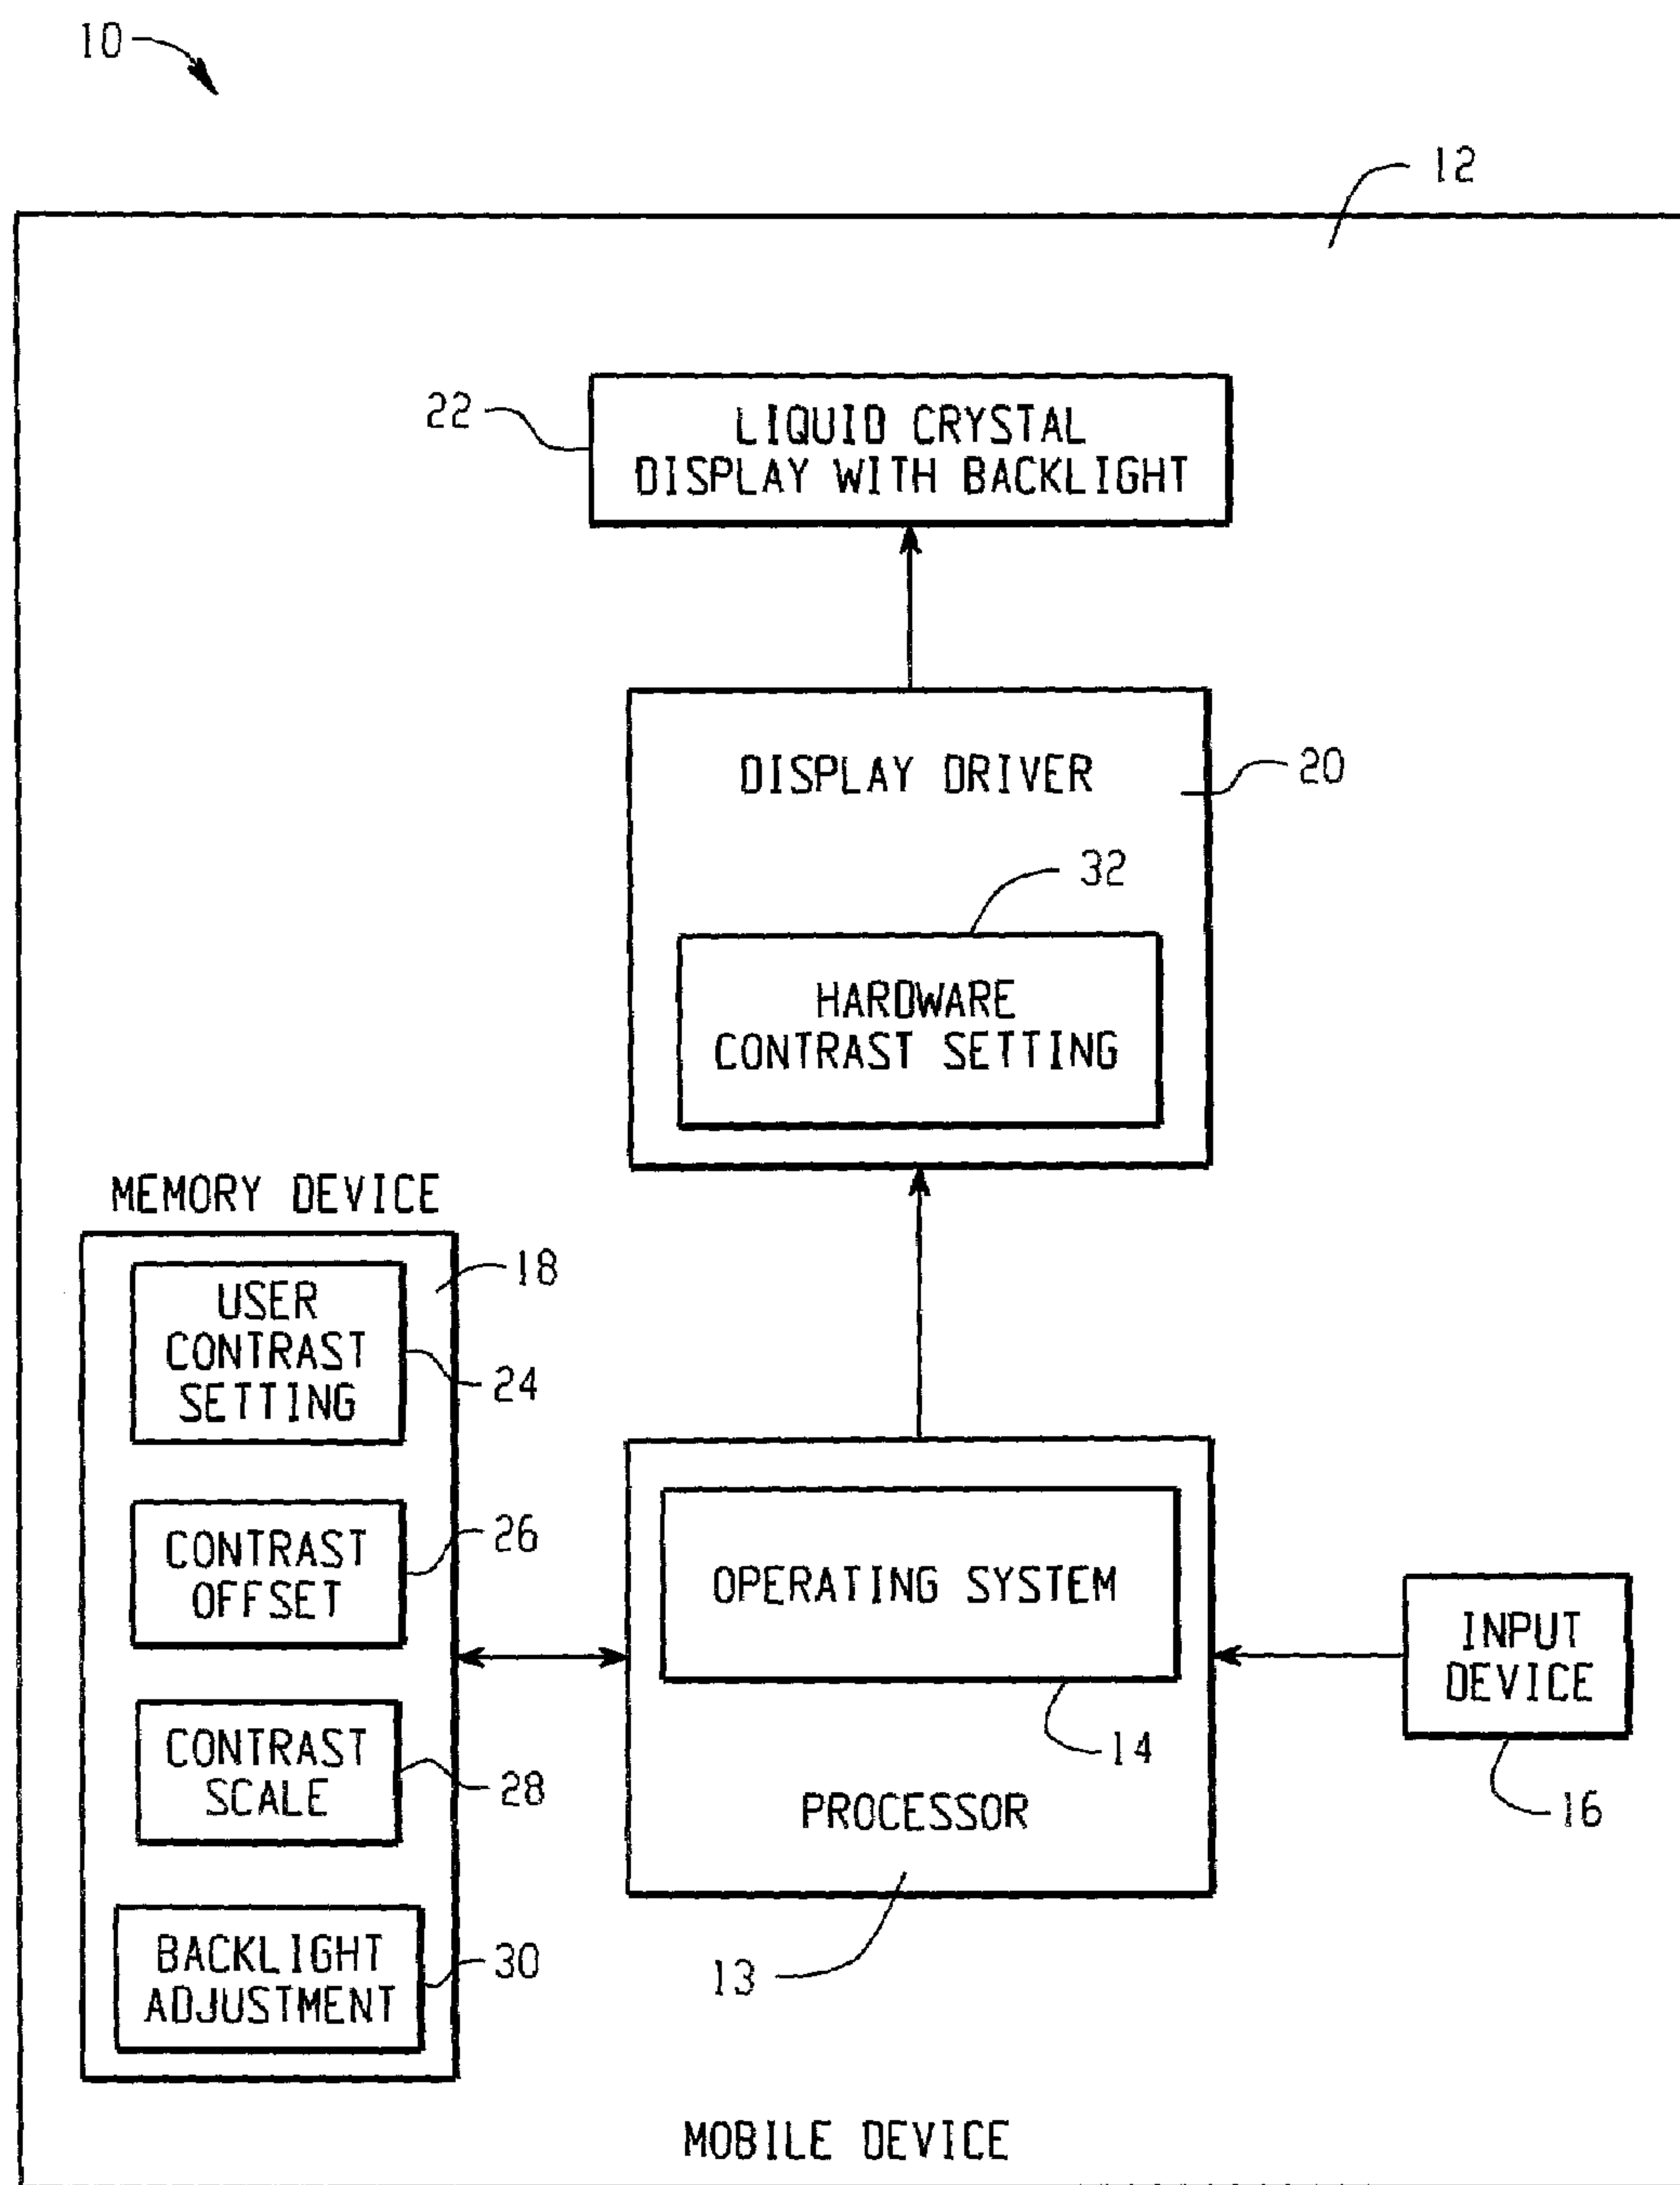 10
12
22
LIQUID CRYSTAL
DISPLAY WITH BACKLIGHT
DISPLAY DRIVER
20
32
HARDWARE
CONTRAST SETTING
MEMORY DEVICE
18
USER
CONTRAST
SETTING
24
CONTRAST
OFFSET
26
CONTRAST
SCALE
28
BACKLIGHT
ADJUSTMENT
30
OPERATING SYSTEM
14
PROCESSOR
13
INPUT
DEVICE
16
MOBILE DEVICE